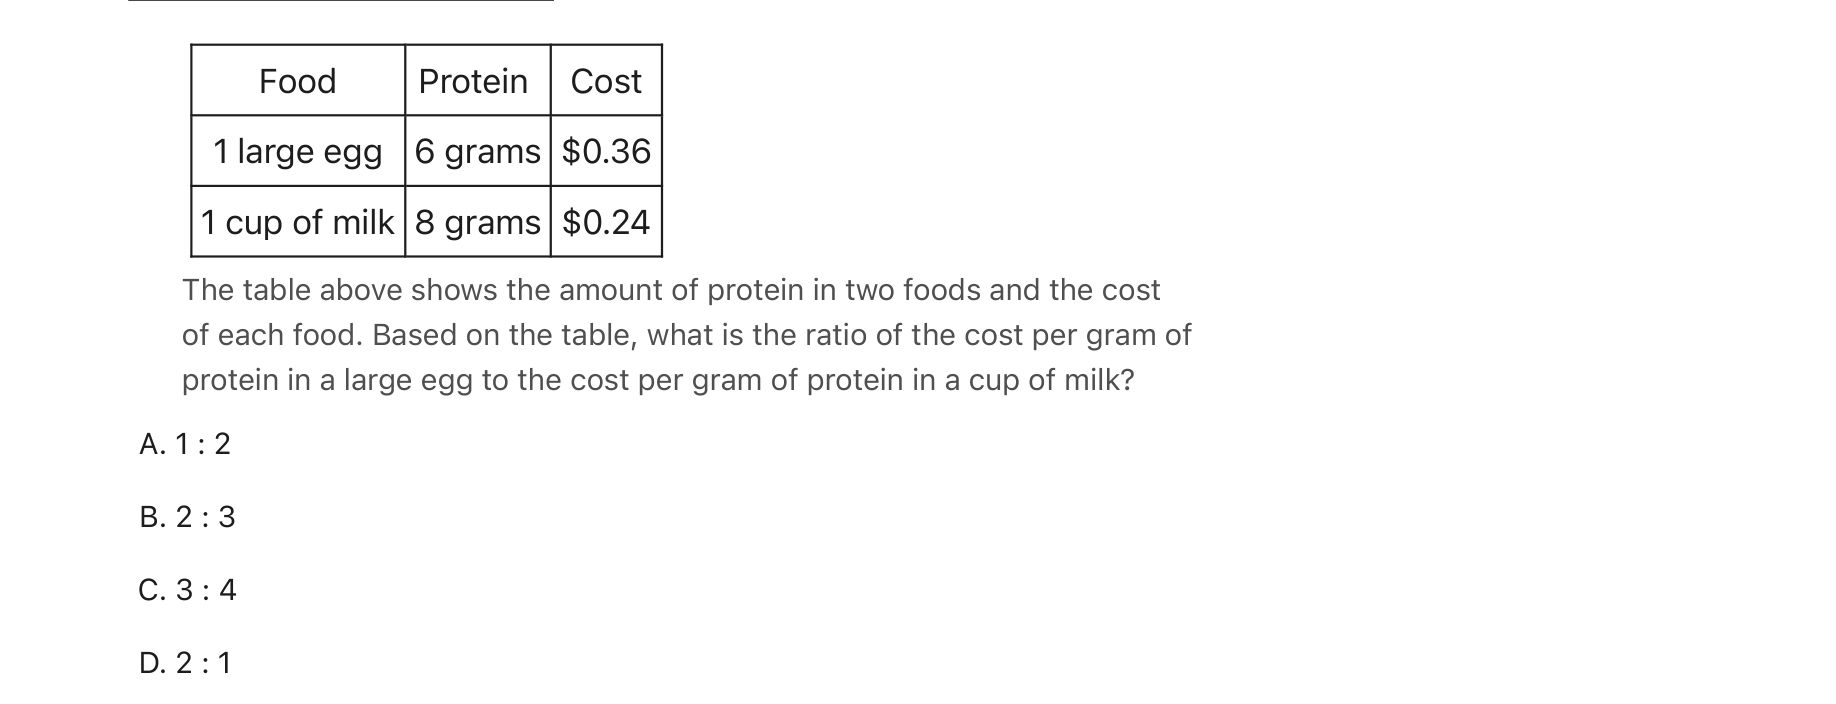 Food Protein Cost
1 large egg 6 grams $0.36
1 cup of milk 8 grams $0.24
The table above shows the amount of protein in two foods and the cost
of each food. Based on the table, what is the ratio of the cost per gram of
protein in a large egg to the cost per gram of protein in a cup of milk?
A. 1 : 2
B. 2 : 3
C. 3 : 4
D. 2 : 1